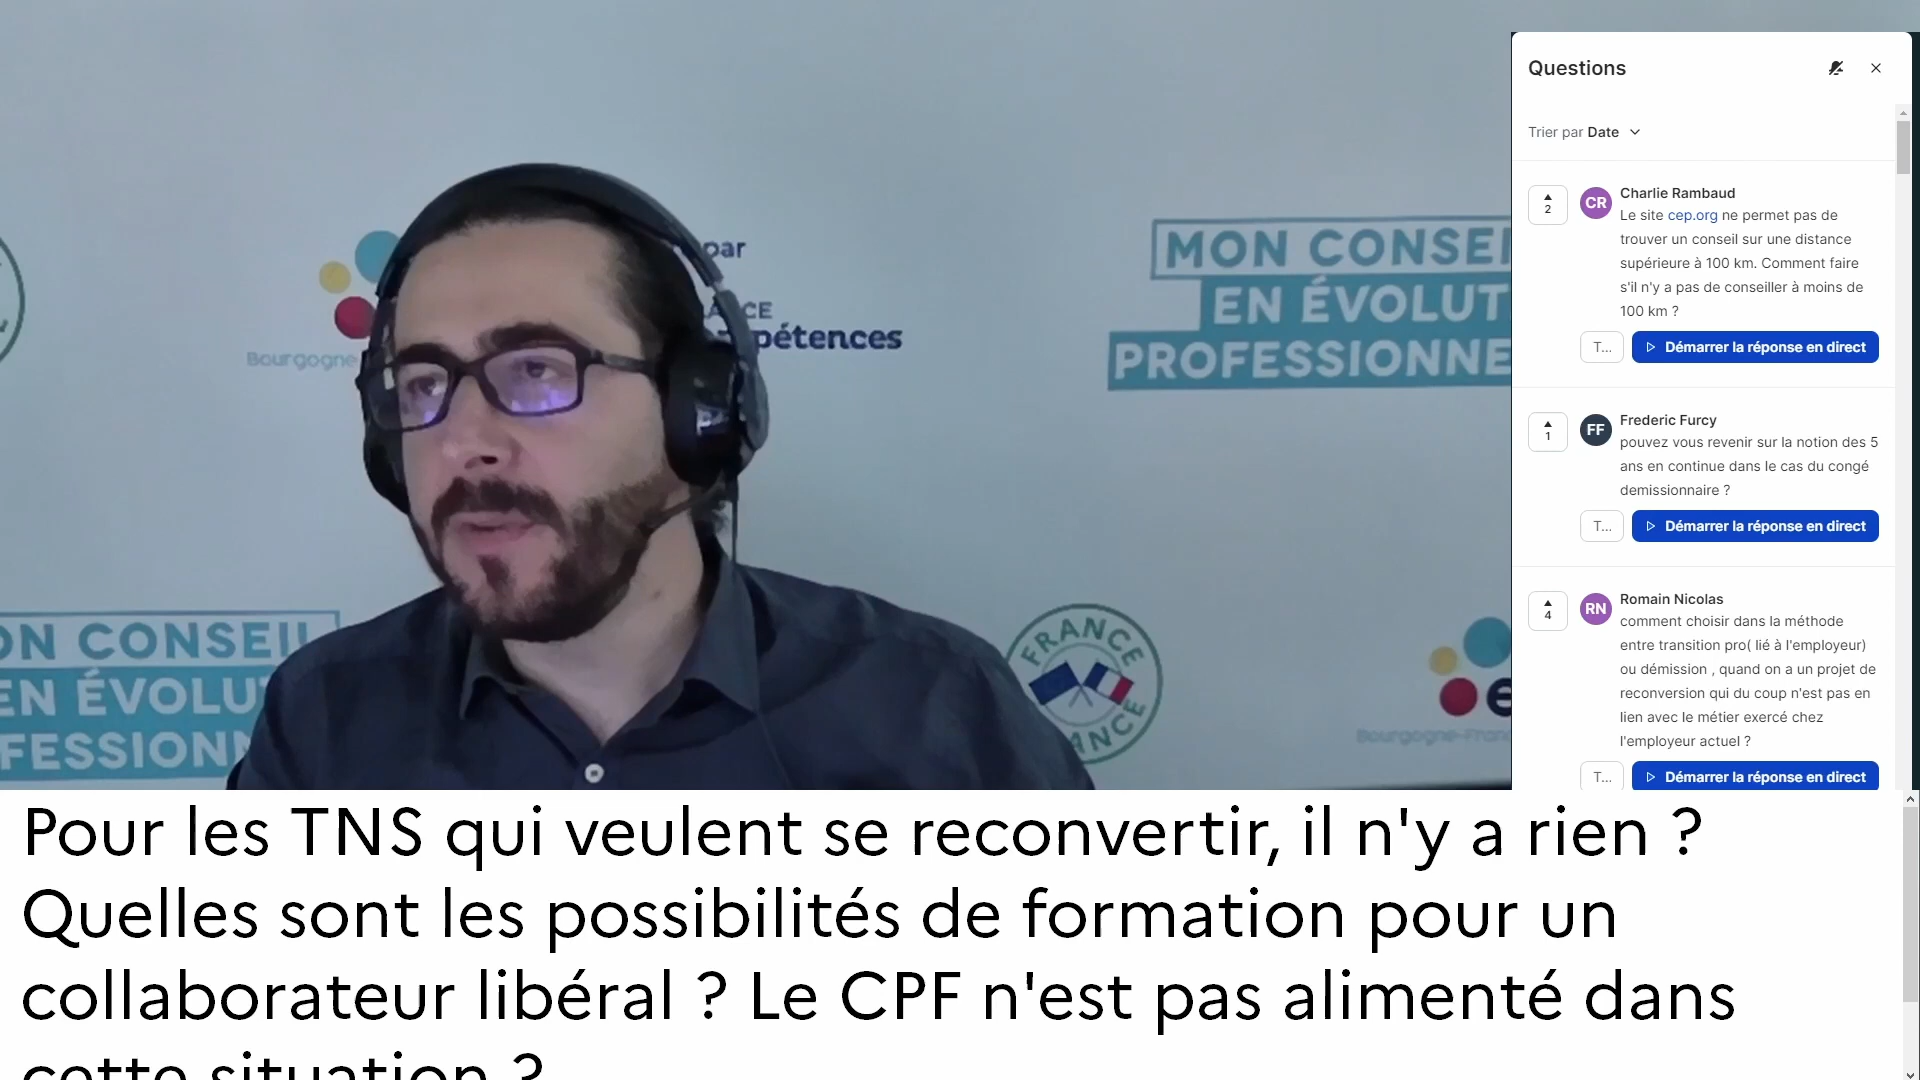 par
ANCE
pétences
Bourgogne
MON CONSEI
EN ÉVOLUT
PROFESSIONNE
ON CONSEIL
EN ÉVOLU
FESSIONN
FRANCE
ANCE
Bourgogne-Fran
e
Questions
Trier par Date
2
CR
Charlie Rambaud
Le site cep.org ne permet pas de
trouver un conseil sur une distance
supérieure à 100 km. Comment faire
s'il n'y a pas de conseiller à moins de
100 km ?
T...
Démarrer la réponse en direct
1
FF
Frederic Furcy
pouvez vous revenir sur la notion des 5
ans en continue dans le cas du congé
demissionnaire ?
T...
Démarrer la réponse en direct
4
RN
Romain Nicolas
comment choisir dans la méthode
entre transition pro( lié à l'employeur)
ou démission , quand on a un projet de
reconversion qui du coup n'est pas en
lien avec le métier exercé chez
l'employeur actuel ?
T...
Démarrer la réponse en direct
Pour les TNS qui veulent se reconvertir, il n'y a rien ?
Quelles sont les possibilités de formation pour un
collaborateur libéral ? Le CPF n'est pas alimenté dans
cette situation ?